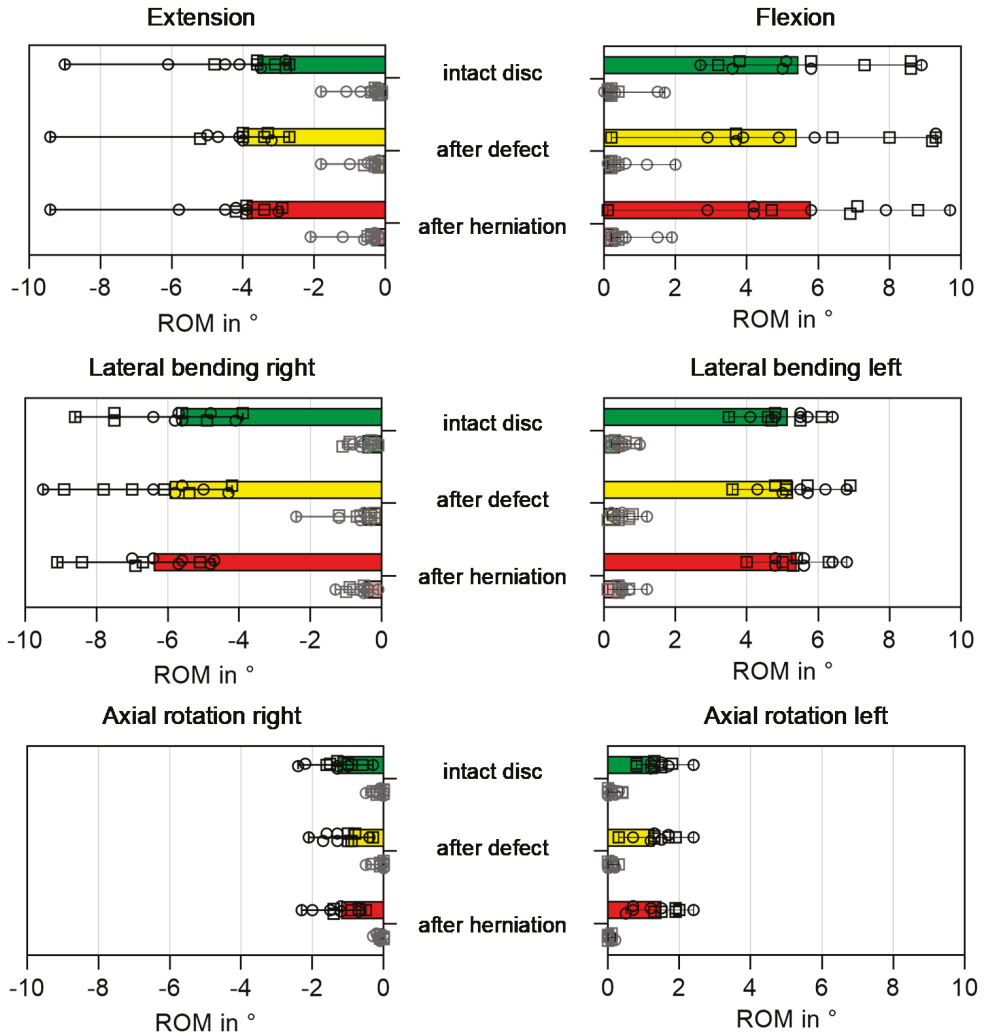 Extension Flexion
intact disc
after defect
after herniation
-10 -8 -6 -4 -2 0 0 2 4 6 8 10
ROM in ° ROM in °
Lateral bending right Lateral bending left
intact disc
after defect
after herniation
-10 -8 -6 -4 -2 0 0 2 4 6 8 10
ROM in ° ROM in °
Axial rotation right Axial rotation left
intact disc
after defect
after herniation
-10 -8 -6 -4 -2 0 0 2 4 6 8 10
ROM in ° ROM in °